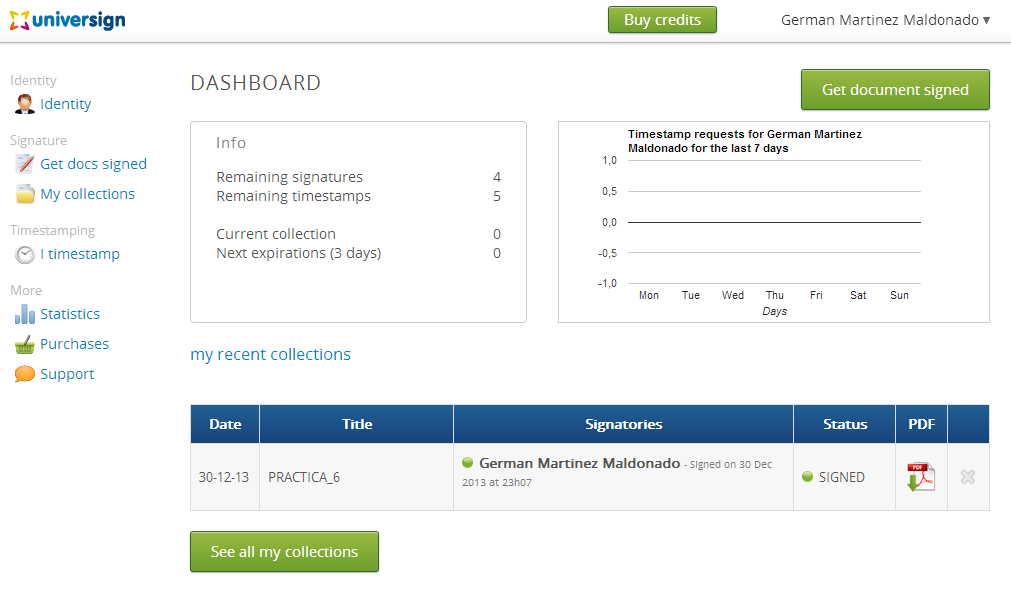 universign
Buy credits
German Martinez Maldonado ▾
Identity
Identity
Signature
Get docs signed
My collections
Timestamping
I timestamp
More
Statistics
Purchases
Support
DASHBOARD
Get document signed
Info
Remaining signatures 4
Remaining timestamps 5
Current collection 0
Next expirations (3 days) 0
Timestamp requests for German Martinez
Maldonado for the last 7 days
1,0
0,5
0,0
-0,5
-1,0
Mon Tue Wed Thu Fri Sat Sun
Days
my recent collections
Date Title Signatories Status PDF
30-12-13 PRACTICA_6 German Martinez Maldonado - Signed on 30 Dec
2013 at 23h07
SIGNED
PDF
See all my collections